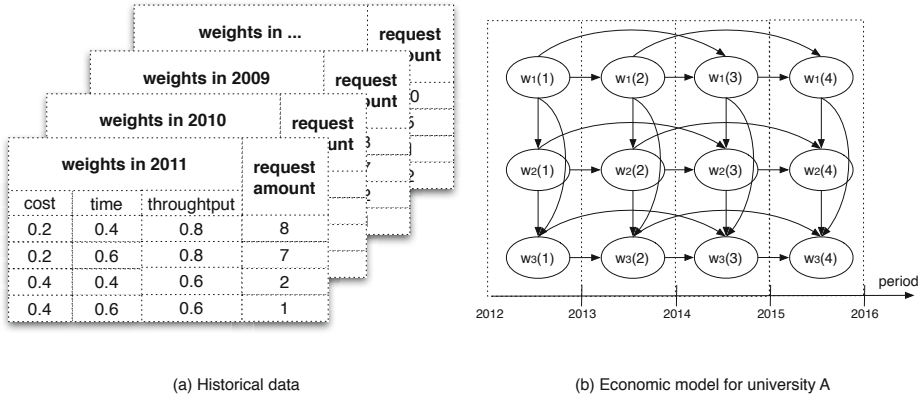 weights in ...
request
weights in 2009
request
weights in 2010
request
weights in 2011
request
amount
cost time throughtput
0.2 0.4 0.8 8
0.2 0.6 0.8 7
0.4 0.4 0.6 2
0.4 0.6 0.6 1
(a) Historical data
w1(1) w1(2) w1(3) w1(4)
w2(1) w2(2) w2(3) w2(4)
w3(1) w3(2) w3(3) w3(4)
period
2012 2013 2014 2015 2016
(b) Economic model for university A